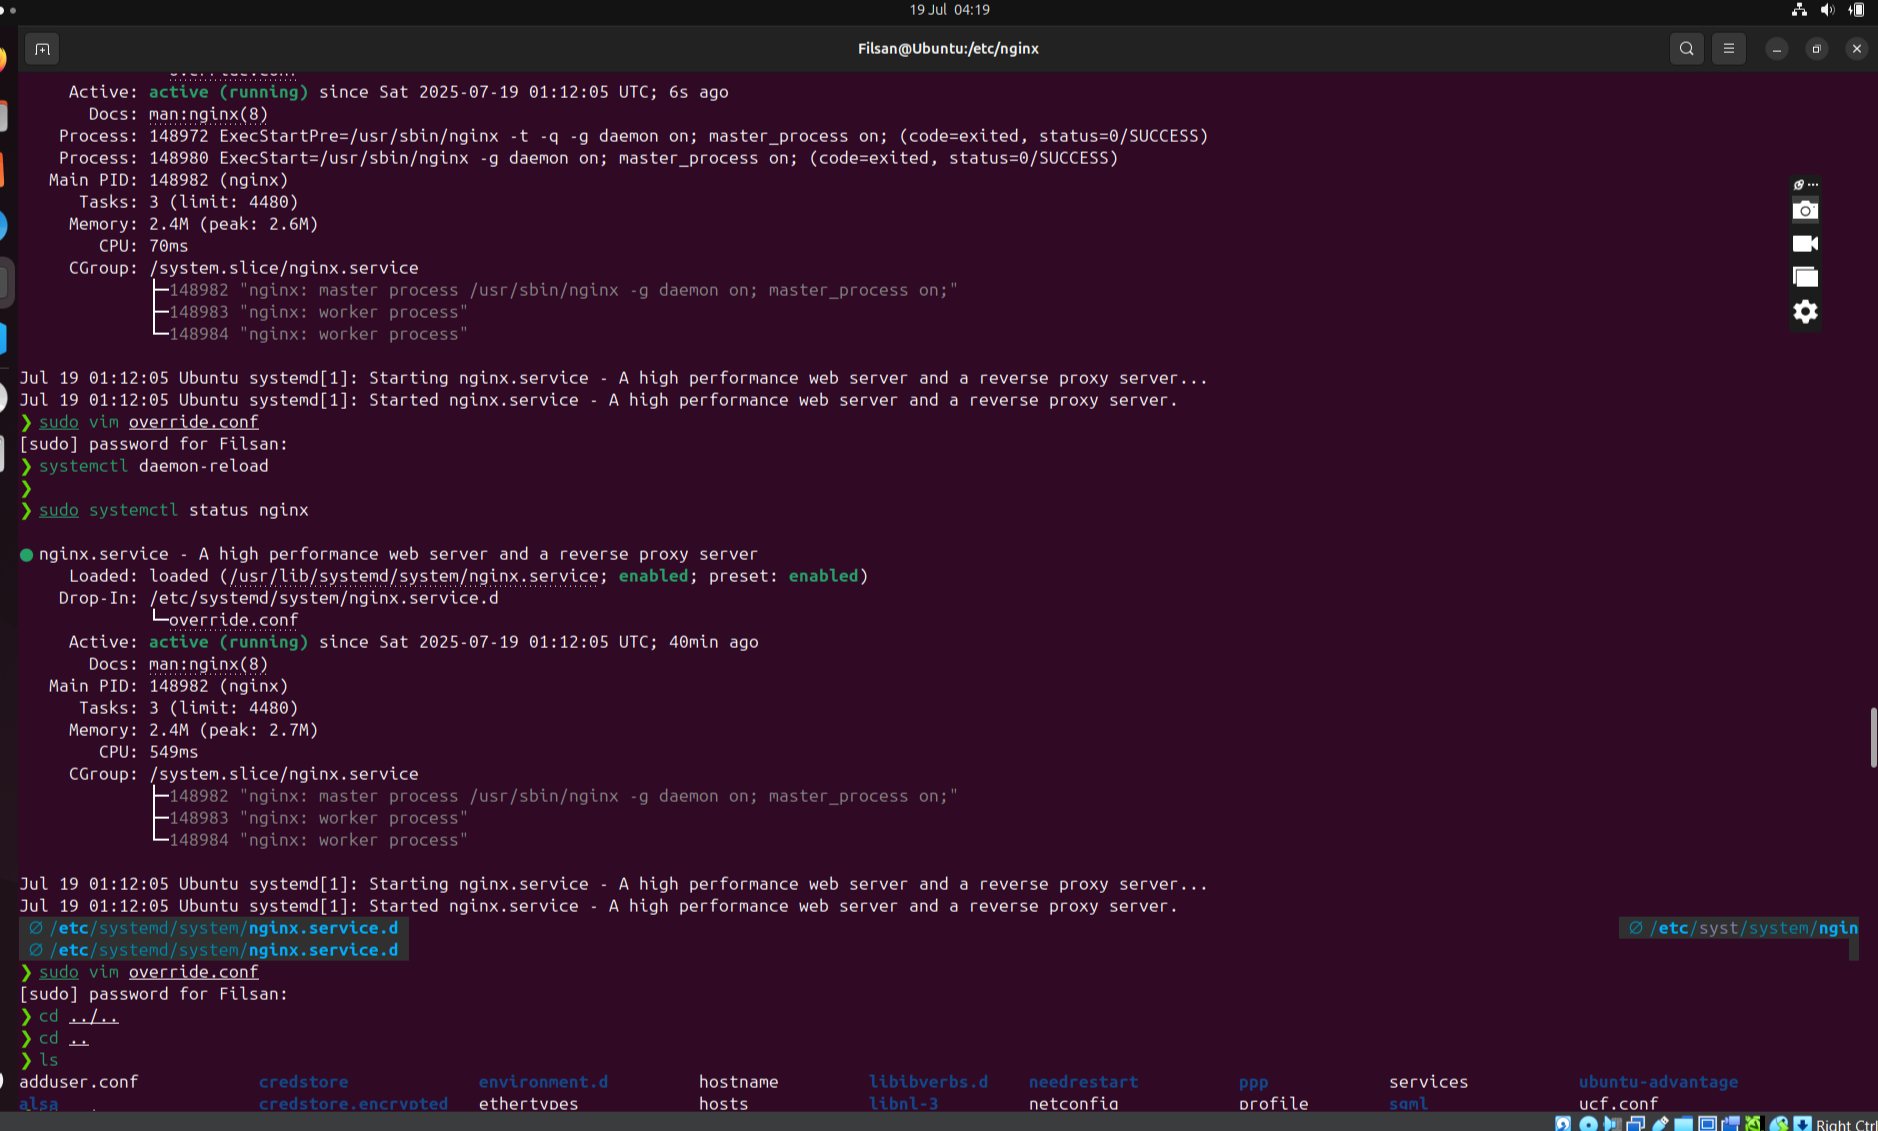 19 Jul 04:19
Filsan@Ubuntu:/etc/nginx
override.conf
Active: active (running) since Sat 2025-07-19 01:12:05 UTC; 6s ago
Docs: man:nginx(8)
Process: 148972 ExecStartPre=/usr/sbin/nginx -t -q -g daemon on; master_process on; (code=exited, status=0/SUCCESS)
Process: 148980 ExecStart=/usr/sbin/nginx -g daemon on; master_process on; (code=exited, status=0/SUCCESS)
Main PID: 148982 (nginx)
Tasks: 3 (limit: 4480)
Memory: 2.4M (peak: 2.6M)
CPU: 70ms
CGroup: /system.slice/nginx.service
├─148982 "nginx: master process /usr/sbin/nginx -g daemon on; master_process on;"
├─148983 "nginx: worker process"
└─148984 "nginx: worker process"
Jul 19 01:12:05 Ubuntu systemd[1]: Starting nginx.service - A high performance web server and a reverse proxy server...
Jul 19 01:12:05 Ubuntu systemd[1]: Started nginx.service - A high performance web server and a reverse proxy server.
❯ sudo vim override.conf
[sudo] password for Filsan:
❯ systemctl daemon-reload
❯
❯ sudo systemctl status nginx
● nginx.service - A high performance web server and a reverse proxy server
Loaded: loaded (/usr/lib/systemd/system/nginx.service; enabled; preset: enabled)
Drop-In: /etc/systemd/system/nginx.service.d
└─override.conf
Active: active (running) since Sat 2025-07-19 01:12:05 UTC; 40min ago
Docs: man:nginx(8)
Main PID: 148982 (nginx)
Tasks: 3 (limit: 4480)
Memory: 2.4M (peak: 2.7M)
CPU: 549ms
CGroup: /system.slice/nginx.service
├─148982 "nginx: master process /usr/sbin/nginx -g daemon on; master_process on;"
├─148983 "nginx: worker process"
└─148984 "nginx: worker process"
Jul 19 01:12:05 Ubuntu systemd[1]: Starting nginx.service - A high performance web server and a reverse proxy server...
Jul 19 01:12:05 Ubuntu systemd[1]: Started nginx.service - A high performance web server and a reverse proxy server.
∅ /etc/systemd/system/nginx.service.d ∅ /etc/syst/system/ngin
∅ /etc/systemd/system/nginx.service.d
❯ sudo vim override.conf
[sudo] password for Filsan:
❯ cd ../..
❯ cd ..
❯ ls
adduser.conf credstore environment.d hostname libibverbs.d needrestart ppp services ubuntu-advantage
alsa credstore.encrypted ethertypes hosts libnl-3 netconfig profile sgml ucf.conf
Right Ctrl